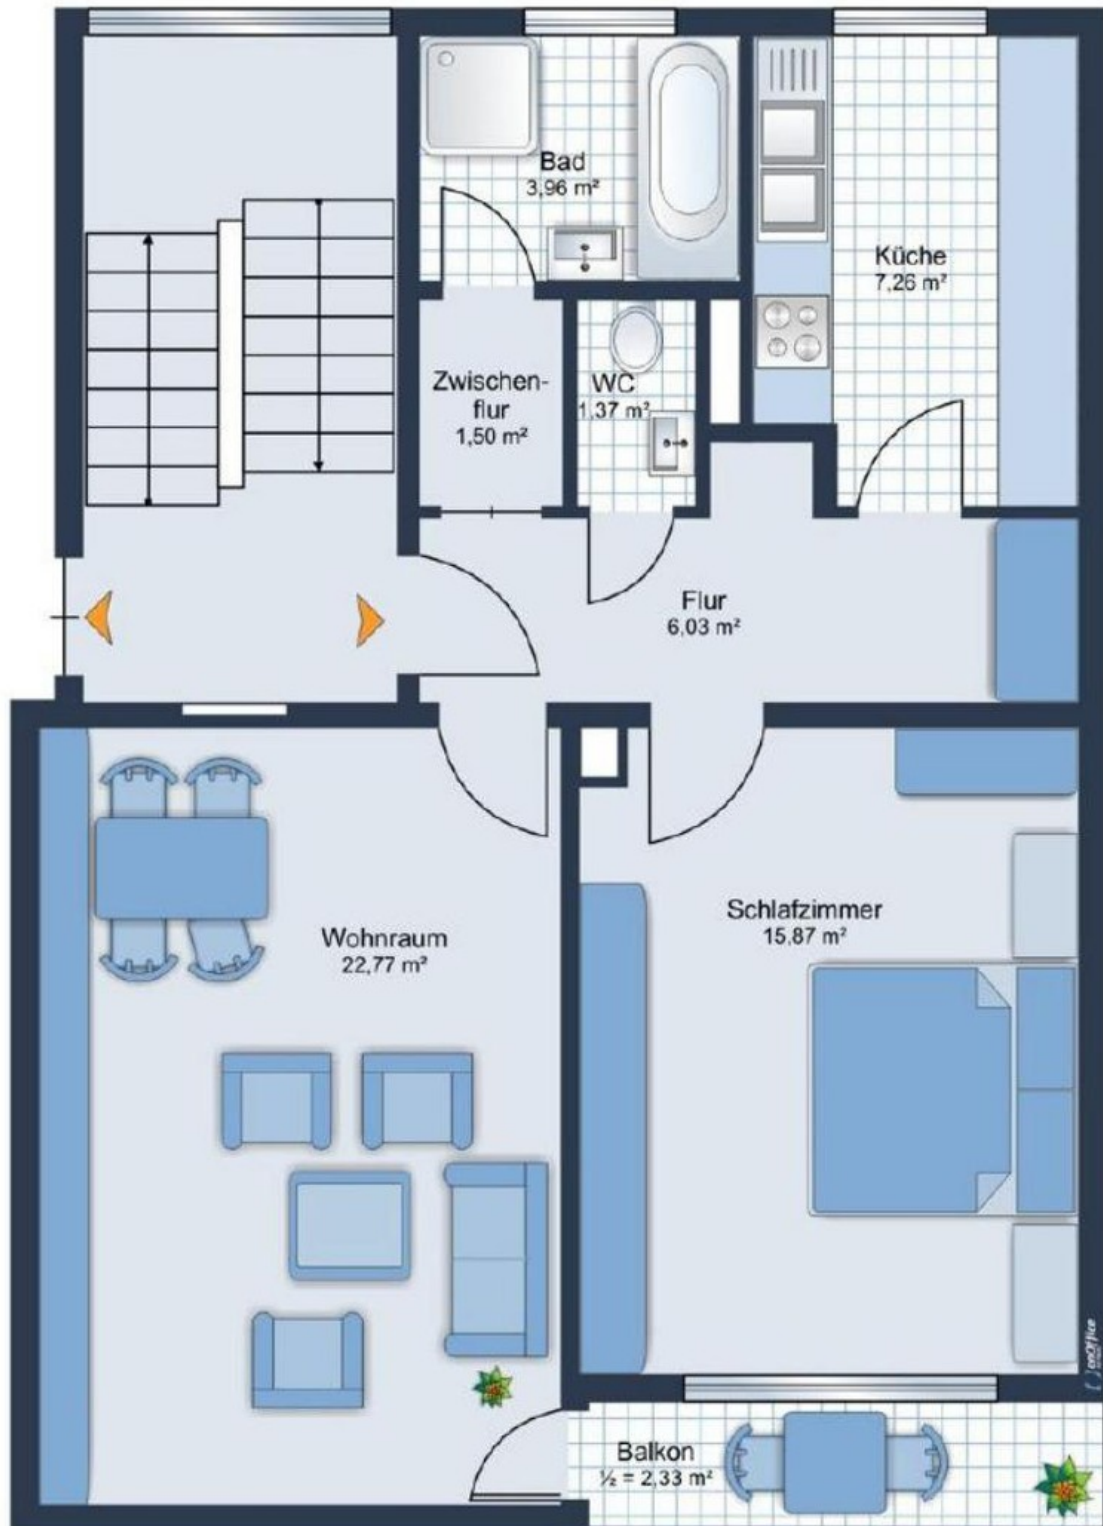 Bad
3,96 m²
Küche
7,26 m²
Zwischen-
flur
1,50 m²
WC
1,37 m²
Flur
6,03 m²
Wohnraum
22,77 m²
Schlafzimmer
15,87 m²
Balkon
½ = 2,33 m²